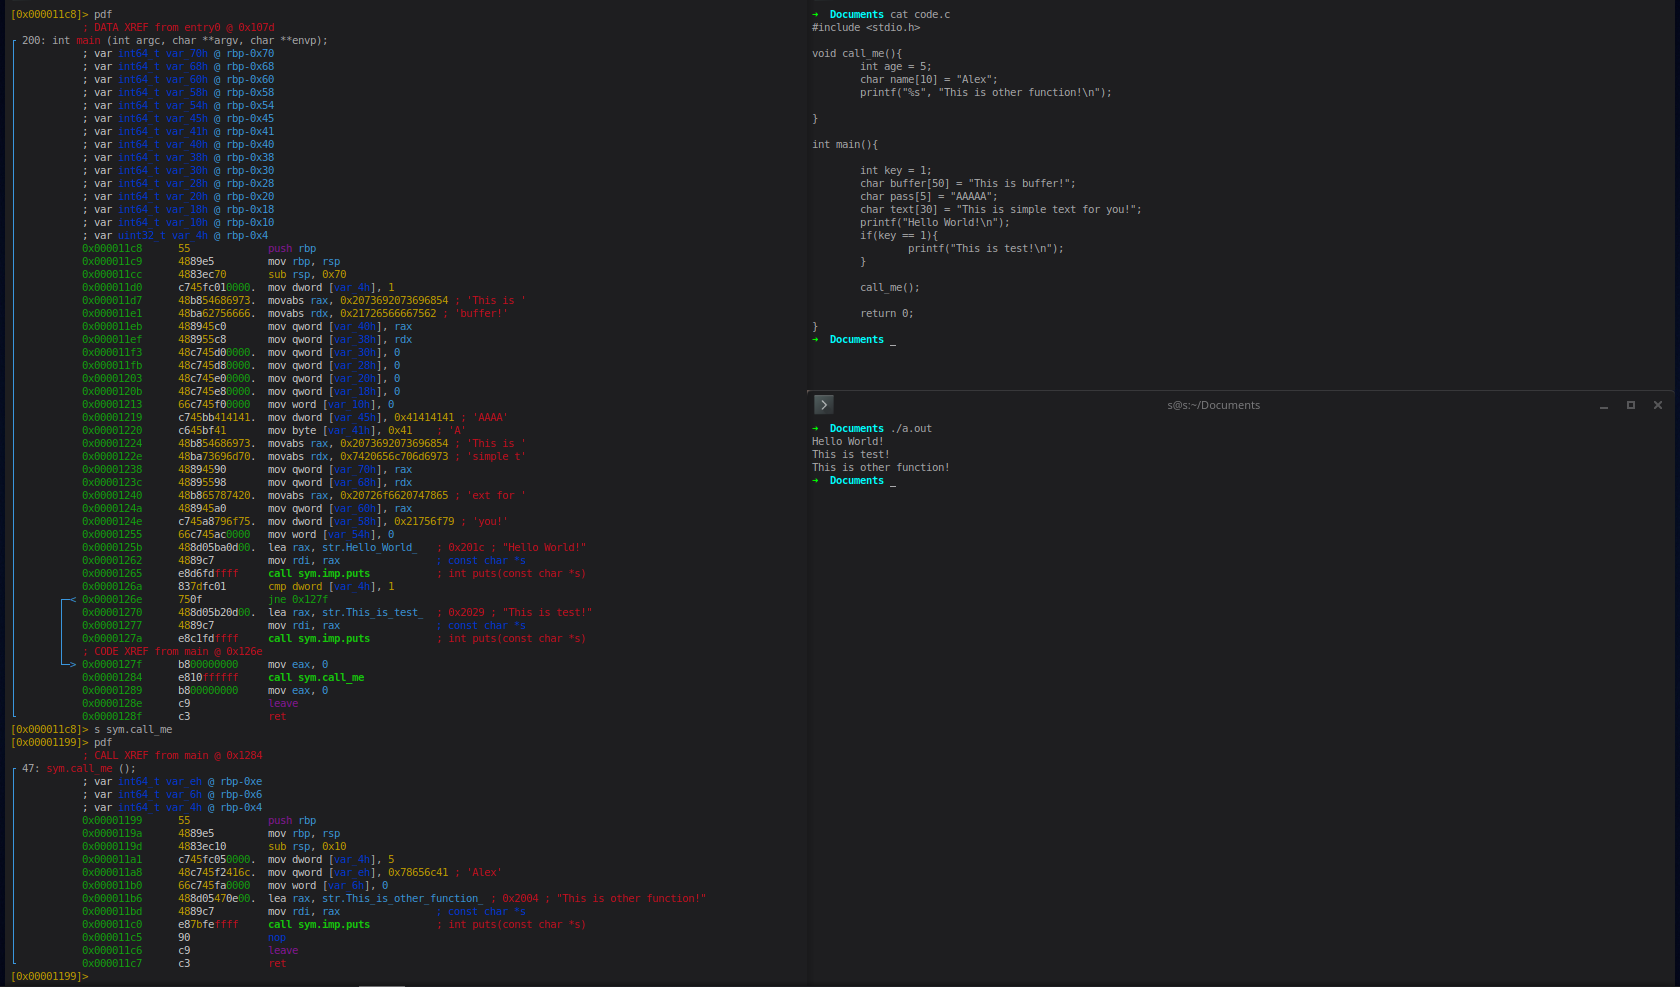 [0x000011c8]> pdf
; DATA XREF from entry0 @ 0x107d
200: int main (int argc, char **argv, char **envp);
; var int64_t var_70h @ rbp-0x70
; var int64_t var_68h @ rbp-0x68
; var int64_t var_60h @ rbp-0x60
; var int64_t var_58h @ rbp-0x58
; var int64_t var_54h @ rbp-0x54
; var int64_t var_45h @ rbp-0x45
; var int64_t var_41h @ rbp-0x41
; var int64_t var_40h @ rbp-0x40
; var int64_t var_38h @ rbp-0x38
; var int64_t var_30h @ rbp-0x30
; var int64_t var_28h @ rbp-0x28
; var int64_t var_20h @ rbp-0x20
; var int64_t var_18h @ rbp-0x18
; var int64_t var_10h @ rbp-0x10
; var uint32_t var_4h @ rbp-0x4
0x000011c8 55 push rbp
0x000011c9 4889e5 mov rbp, rsp
0x000011cc 4883ec70 sub rsp, 0x70
0x000011d0 c745fc010000. mov dword [var_4h], 1
0x000011d7 48b854686973. movabs rax, 0x2073692073696854 ; 'This is '
0x000011e1 48ba62756666. movabs rdx, 0x21726566667562 ; 'buffer!'
0x000011eb 488945c0 mov qword [var_40h], rax
0x000011ef 488955c8 mov qword [var_38h], rdx
0x000011f3 48c745d00000. mov qword [var_30h], 0
0x000011fb 48c745d80000. mov qword [var_28h], 0
0x00001203 48c745e00000. mov qword [var_20h], 0
0x0000120b 48c745e80000. mov qword [var_18h], 0
0x00001213 66c745f00000 mov word [var_10h], 0
0x00001219 c745bb414141. mov dword [var_45h], 0x41414141 ; 'AAAA'
0x00001220 c645bf41 mov byte [var_41h], 0x41 ; 'A'
0x00001224 48b854686973. movabs rax, 0x2073692073696854 ; 'This is '
0x0000122e 48ba73696d70. movabs rdx, 0x7420656c706d6973 ; 'simple t'
0x00001238 48894590 mov qword [var_70h], rax
0x0000123c 48895598 mov qword [var_68h], rdx
0x00001240 48b865787420. movabs rax, 0x20726f6620747865 ; 'ext for '
0x0000124a 488945a0 mov qword [var_60h], rax
0x0000124e c745a8796f75. mov dword [var_58h], 0x21756f79 ; 'you!'
0x00001255 66c745ac0000 mov word [var_54h], 0
0x0000125b 488d05ba0d00. lea rax, str.Hello_World_ ; 0x201c ; "Hello World!"
0x00001262 4889c7 mov rdi, rax ; const char *s
0x00001265 e8d6fdffff call sym.imp.puts ; int puts(const char *s)
0x0000126a 837dfc01 cmp dword [var_4h], 1
< 0x0000126e 750f jne 0x127f
0x00001270 488d05b20d00. lea rax, str.This_is_test_ ; 0x2029 ; "This is test!"
0x00001277 4889c7 mov rdi, rax ; const char *s
0x0000127a e8c1fdffff call sym.imp.puts ; int puts(const char *s)
; CODE XREF from main @ 0x126e
> 0x0000127f b800000000 mov eax, 0
0x00001284 e810ffffff call sym.call_me
0x00001289 b800000000 mov eax, 0
0x0000128e c9 leave
0x0000128f c3 ret
[0x000011c8]> s sym.call_me
[0x00001199]> pdf
; CALL XREF from main @ 0x1284
47: sym.call_me ();
; var int64_t var_eh @ rbp-0xe
; var int64_t var_6h @ rbp-0x6
; var int64_t var_4h @ rbp-0x4
0x00001199 55 push rbp
0x0000119a 4889e5 mov rbp, rsp
0x0000119d 4883ec10 sub rsp, 0x10
0x000011a1 c745fc050000. mov dword [var_4h], 5
0x000011a8 48c745f2416c. mov qword [var_eh], 0x78656c41 ; 'Alex'
0x000011b0 66c745fa0000 mov word [var_6h], 0
0x000011b6 488d05470e00. lea rax, str.This_is_other_function_ ; 0x2004 ; "This is other function!"
0x000011bd 4889c7 mov rdi, rax ; const char *s
0x000011c0 e87bfeffff call sym.imp.puts ; int puts(const char *s)
0x000011c5 90 nop
0x000011c6 c9 leave
0x000011c7 c3 ret
[0x00001199]>
→ Documents cat code.c
#include <stdio.h>
void call_me(){
int age = 5;
char name[10] = "Alex";
printf("%s", "This is other function!\n");
}
int main(){
int key = 1;
char buffer[50] = "This is buffer!";
char pass[5] = "AAAAA";
char text[30] = "This is simple text for you!";
printf("Hello World!\n");
if(key == 1){
printf("This is test!\n");
}
call_me();
return 0;
}
→ Documents _
s@s:~/Documents
→ Documents ./a.out
Hello World!
This is test!
This is other function!
→ Documents _